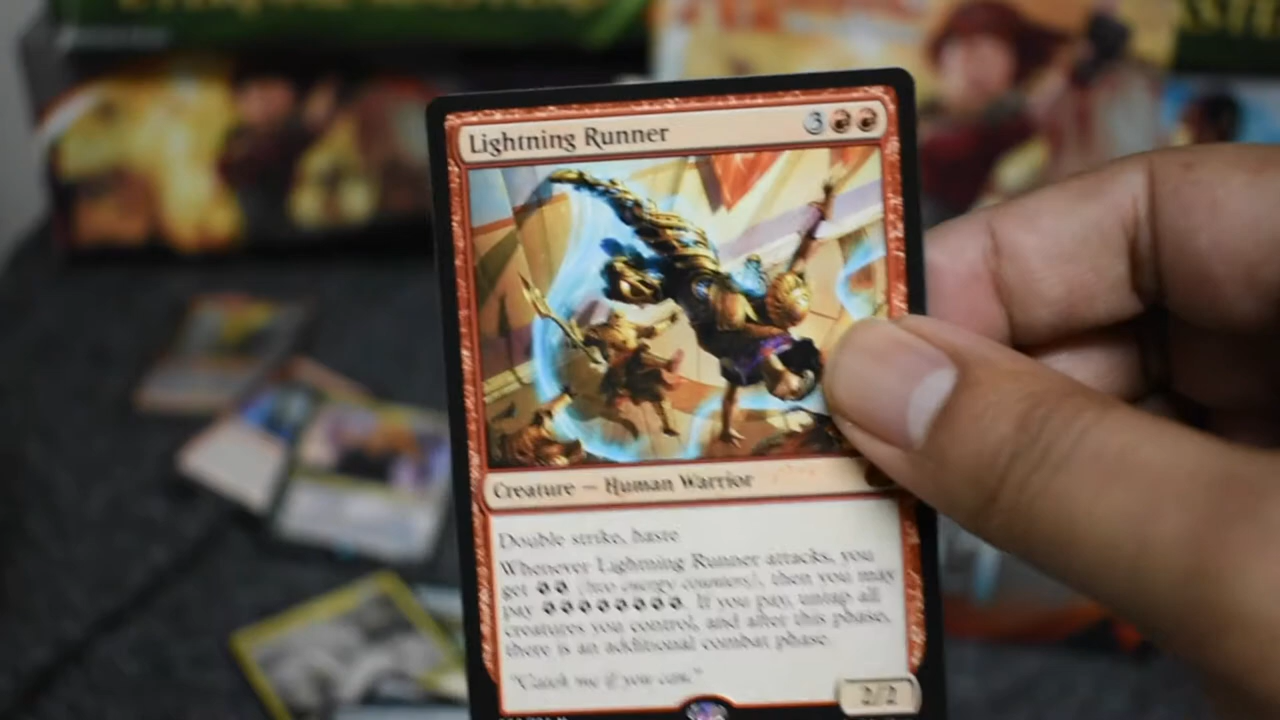 Lightning Runner 3
Creature — Human Warrior
Double strike, haste
Whenever Lightning Runner attacks, you
get (two energy counters), then you may
pay . If you pay, untap all
creatures you control, and after this phase,
there is an additional combat phase.
"Catch me if you can."
2/2